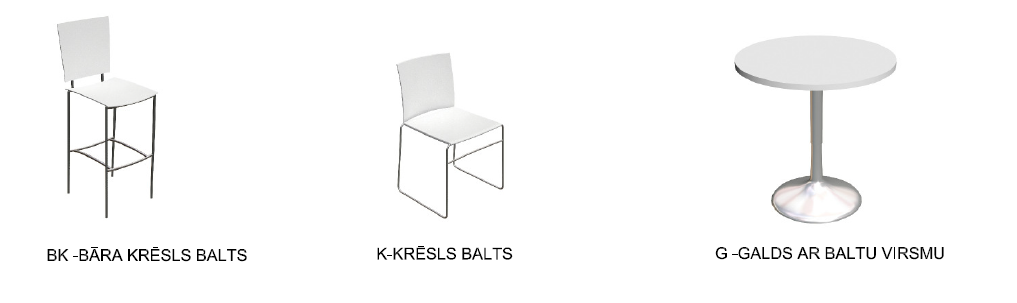 BK -BĀRA KRĒSLS BALTS
K-KRĒSLS BALTS
G -GALDS AR BALTU VIRSMU